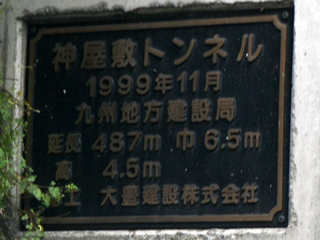 神屋敷トンネル
1999年11月
九州地方建設局
延長 487m 巾 6.5m
高 4.5m
大豊建設株式会社